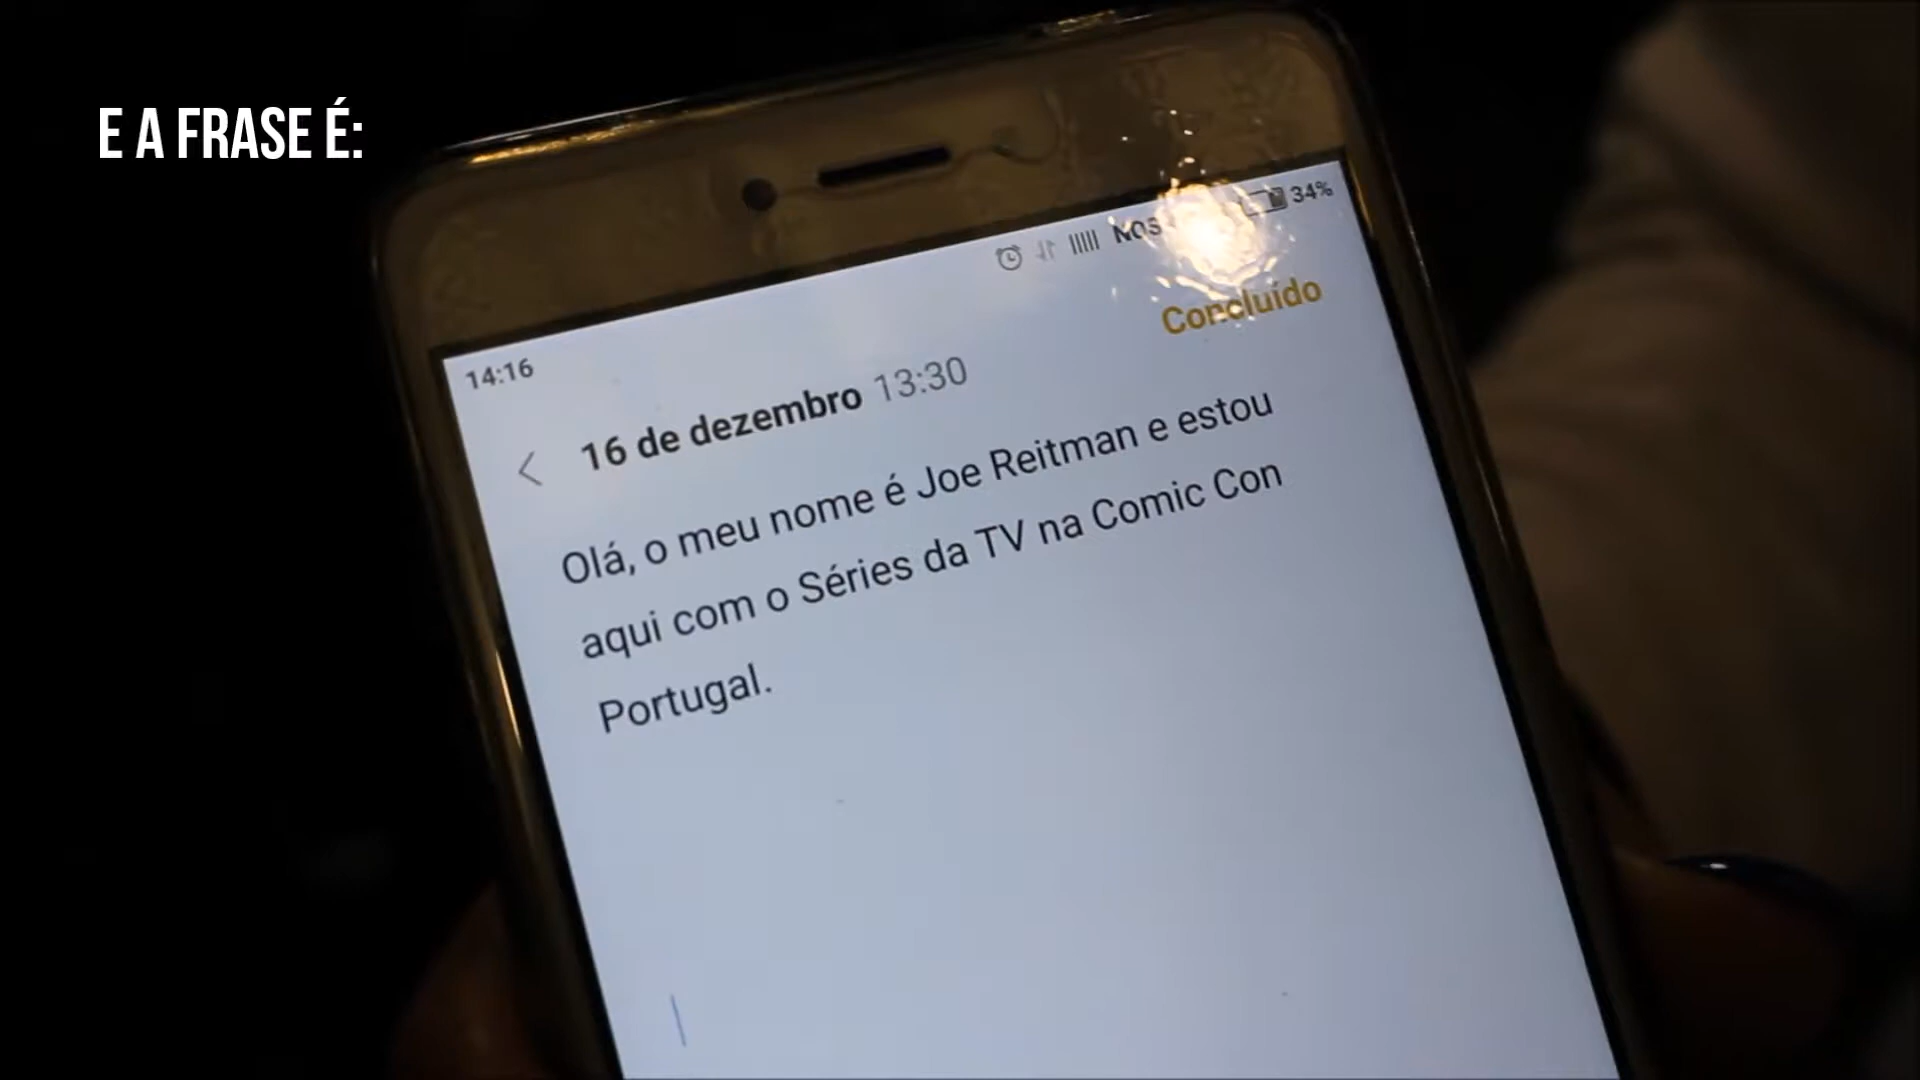 E A FRASE É:
34%
NOS
Concluído
14:16
16 de dezembro 13:30
Olá, o meu nome é Joe Reitman e estou
aqui com o Séries da TV na Comic Con
Portugal.